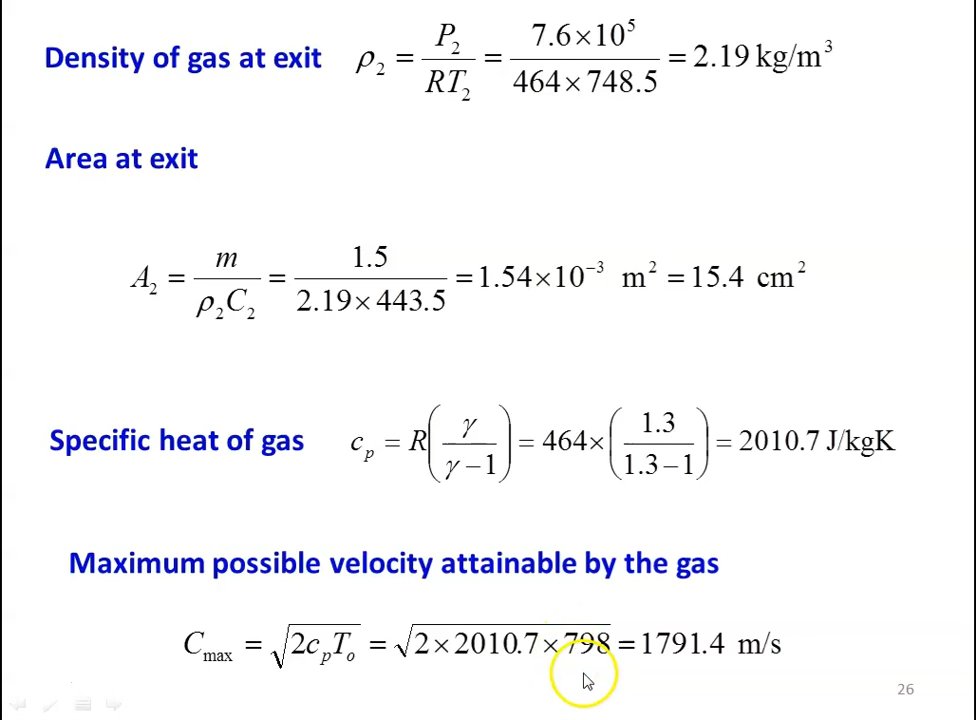 Density of gas at exit ρ₂ = P₂/RT₂ = 7.6×10⁵/464×748.5 = 2.19 kg/m³
Area at exit
A₂ = m/ρ₂C₂ = 1.5/2.19×443.5 = 1.54×10⁻³ m² = 15.4 cm²
Specific heat of gas cₚ = R(γ/γ−1) = 464×(1.3/1.3−1) = 2010.7 J/kgK
Maximum possible velocity attainable by the gas
C_max = √2cₚTₒ = √2×2010.7×798 = 1791.4 m/s
26